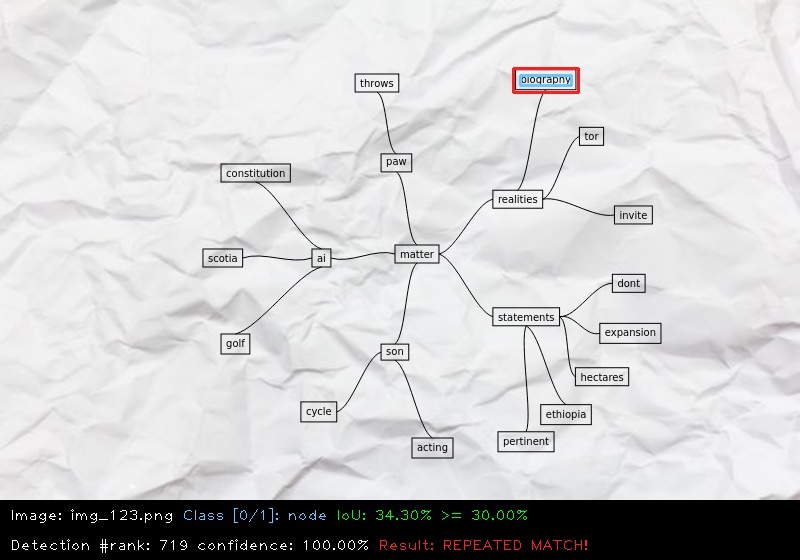 throws
biography
tor
paw
constitution
realities
invite
scotia
ai
matter
dont
statements
expansion
golf
son
hectares
cycle
ethiopia
acting
pertinent
Image: img_123.png Class [0/1]: node IoU: 34.30% >= 30.00%
Detection #rank: 719 confidence: 100.00% Result: REPEATED MATCH!